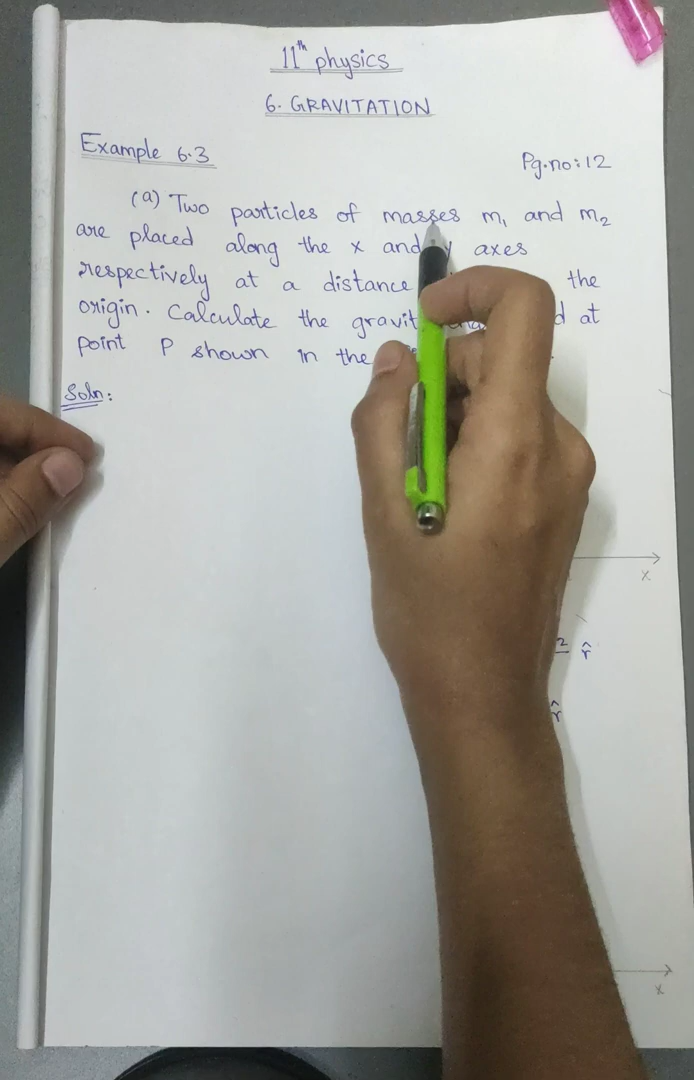 11th physics
6. GRAVITATION
Example 6.3
Pg.no:12
(a) Two particles of masses m₁ and m₂
are placed along the x and y axes
respectively at a distance the
origin. Calculate the at
point P shown in the
Soln:
x
2 r̂
r̂
x